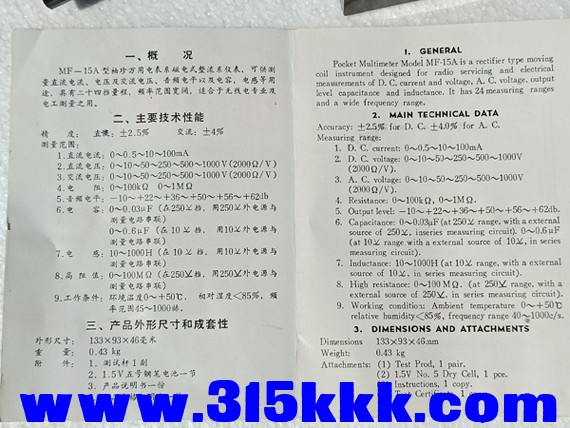 一、概 况
MF－15A 型袖珍万用电表系磁电式整流系仪表，可供测
量直流电流、电压及交流电压、音频电平以及电容，电感等用
途，具有二十四档量程，频率范围宽阔，适合于无线电专业及
电工测量之用。
二、主要技术性能
精 度： 直流：±2.5% 交流：±4%
测量范围：
1．直流电流：0～0.5～10～100mA
2．直流电压：0～10～50～250～500～1000V(2000Ω/V)
3．交流电压：0～10～50～250～500～1000V(2000Ω/V)
4．电 阻：0～100kΩ 0～1MΩ
5．音频电平：－10～＋22～＋36～＋50～＋56～＋62db
6．电 容：0～0.03μF (在250V档，用250V外电源与
测量电路串联)
0～0.6μF (在10V档，用10V外电源与
测量电路串联)
7．电 感：10～1000H (在10V档，用10V外电源与
测量电路串联)
8．高 阻 值：0～100MΩ (在250V档，用250V外电源与
测量电路串联)
9．工作条件：环境温度0～＋50℃， 相对湿度＜85%，频
率范围45～1000赫。
三、产品外形尺寸和成套性
外形尺寸： 133×93×46毫米
重 量： 0.43 kg
附 件： 1．测试杆1副
2．1.5V五号钢笔电池一节
3．产品说明书一份
1. GENERAL
Pocket Multimeter Model MF-15A is a rectifier type moving
coil instrument designed for radio servicing and electrical
measurements of D. C. current and voltage, A. C. voltage, output
level capacitance and inductance. It has 24 measuring ranges
and a wide frequency range.
2. MAIN TECHNICAL DATA
Accuracy: ±2.5% for D. C. ±4.0% for A. C.
Measuring range:
1. D. C. current: 0～0.5～10～100mA
2. D. C. voltage: 0～10～50～250～500～1000V
(2000Ω/V).
3. A. C. voltage: 0～10～50～250～500～1000V
(2000Ω/V).
4. Resistance: 0～100kΩ, 0～1MΩ.
5. Output level: －10～＋22～＋36～＋50～＋56～＋62db.
6. Capacitance: 0～0.03μF (at 250V range, with a external
source of 250V, inseries measuring circuit). 0～0.6μF
(at 10V range with a external source of 10V, in series
measuring circuit).
7. Inductance: 10～1000H (at 10V range, with a external
source of 10V, in series measuring circuit).
8. High resistance: 0～100 MΩ. (at 250V range, with a
external source of 250V, in series measuring circuit).
9. Working condition: Ambient temperature 0～＋50℃
relative humidity＜85%, frequency range 40～1000c/s.
3. DIMENSIONS AND ATTACHMENTS
Dimensions 133×93×46mm
Weight: 0.43 kg
Attachments: (1) Test Prod, 1 pair.
(2) 1.5V No. 5 Dry Cell, 1 pce.
Instructions, 1 copy.
www.315kkk.com